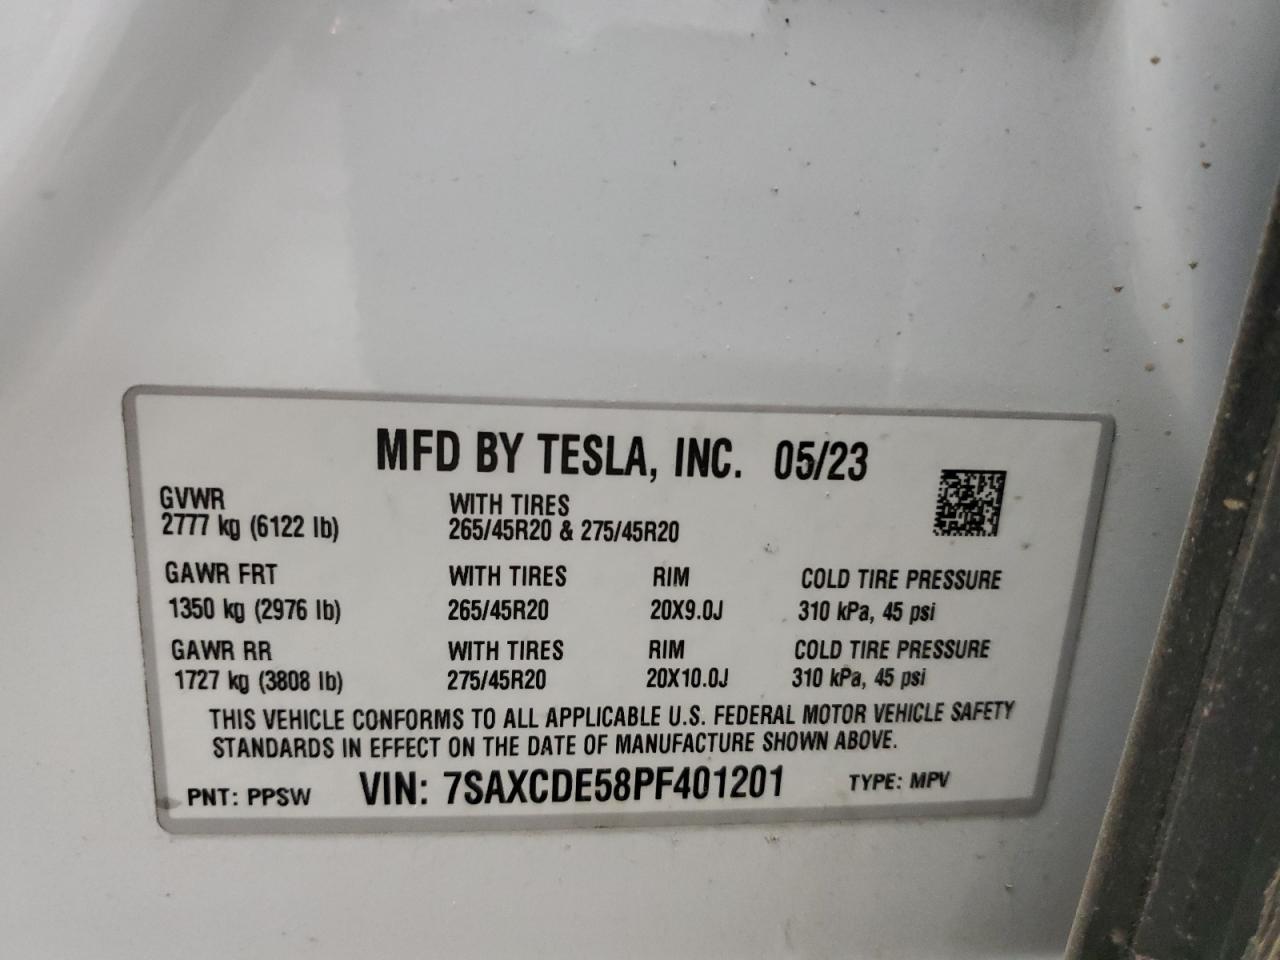 MFD BY TESLA, INC. 05/23
GVWR WITH TIRES
2777 kg (6122 lb) 265/45R20 & 275/45R20
GAWR FRT WITH TIRES RIM COLD TIRE PRESSURE
1350 kg (2976 lb) 265/45R20 20X9.0J 310 kPa, 45 psi
GAWR RR WITH TIRES RIM COLD TIRE PRESSURE
1727 kg (3808 lb) 275/45R20 20X10.0J 310 kPa, 45 psi
THIS VEHICLE CONFORMS TO ALL APPLICABLE U.S. FEDERAL MOTOR VEHICLE SAFETY
STANDARDS IN EFFECT ON THE DATE OF MANUFACTURE SHOWN ABOVE.
PNT: PPSW VIN: 7SAXCDE58PF401201 TYPE: MPV